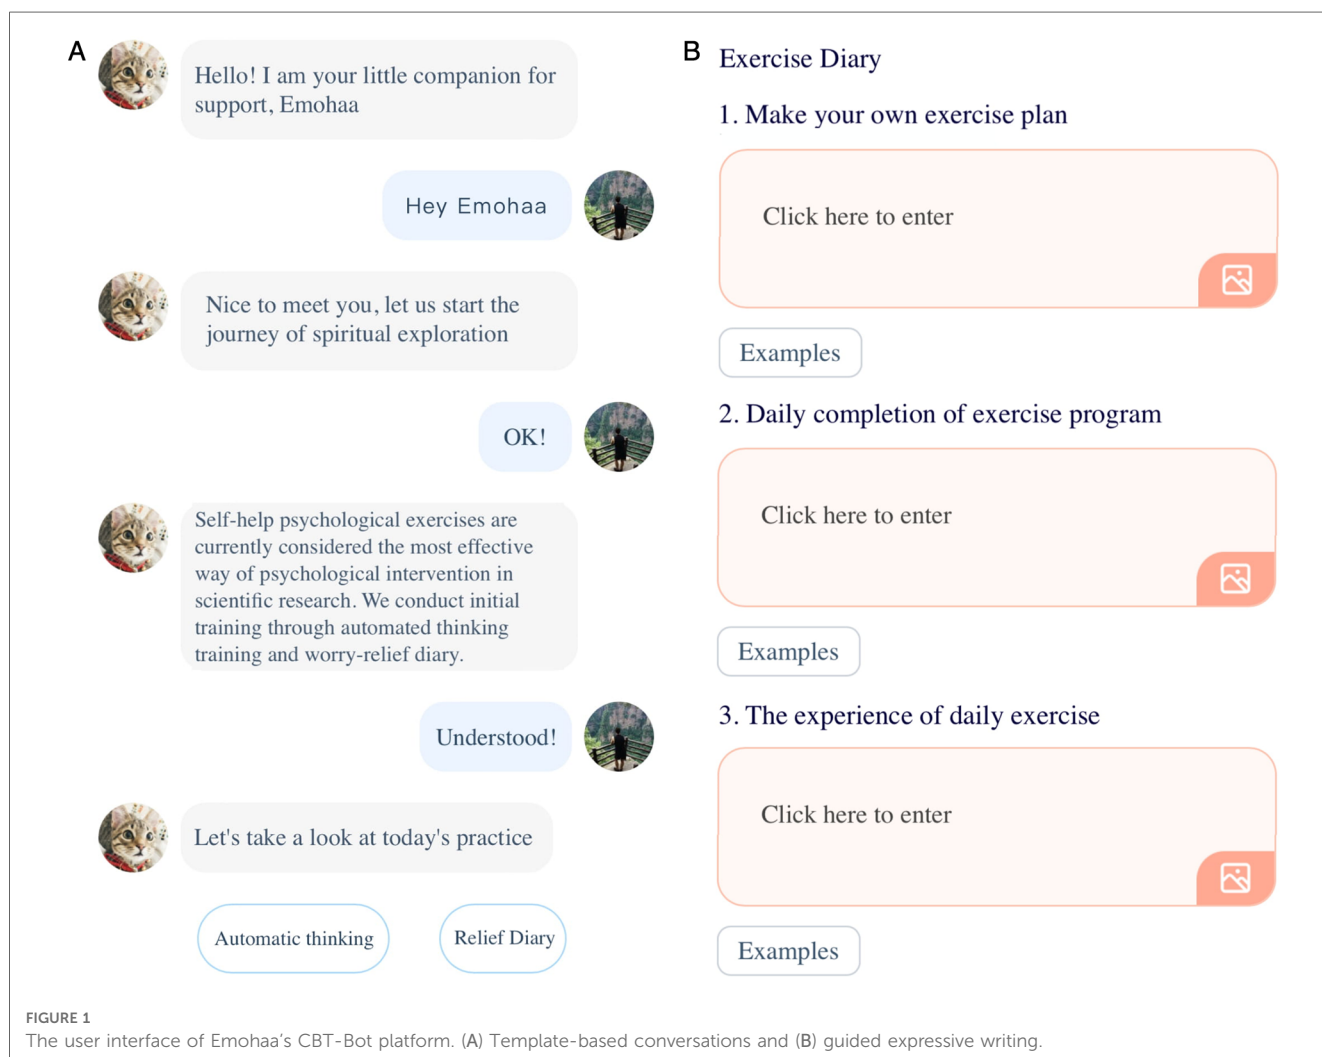 A
Hello! I am your little companion for
support, Emohaa
Hey Emohaa
Nice to meet you, let us start the
journey of spiritual exploration
OK!
Self-help psychological exercises are
currently considered the most effective
way of psychological intervention in
scientific research. We conduct initial
training through automated thinking
training and worry-relief diary.
Understood!
Let's take a look at today's practice
Automatic thinking
Relief Diary
B
Exercise Diary
1. Make your own exercise plan
Click here to enter
Examples
2. Daily completion of exercise program
Click here to enter
Examples
3. The experience of daily exercise
Click here to enter
Examples
FIGURE 1
The user interface of Emohaa's CBT-Bot platform. (A) Template-based conversations and (B) guided expressive writing.